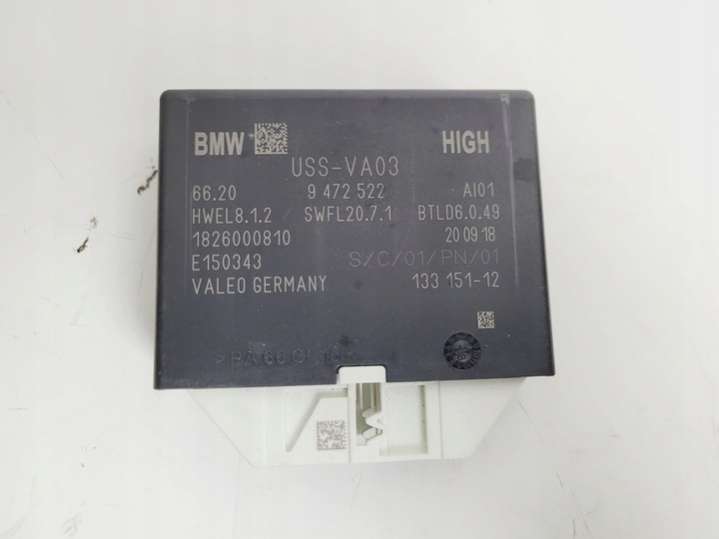 BMW HIGH
USS-VA03
66.20 9 472 522 AI01
HWEL8.1.2 SWFL20.7.1 BTLD6.0.49
1826000810 20 09 18
E150343 S/C/01/PN/01
VALEO GERMANY 133 151-12